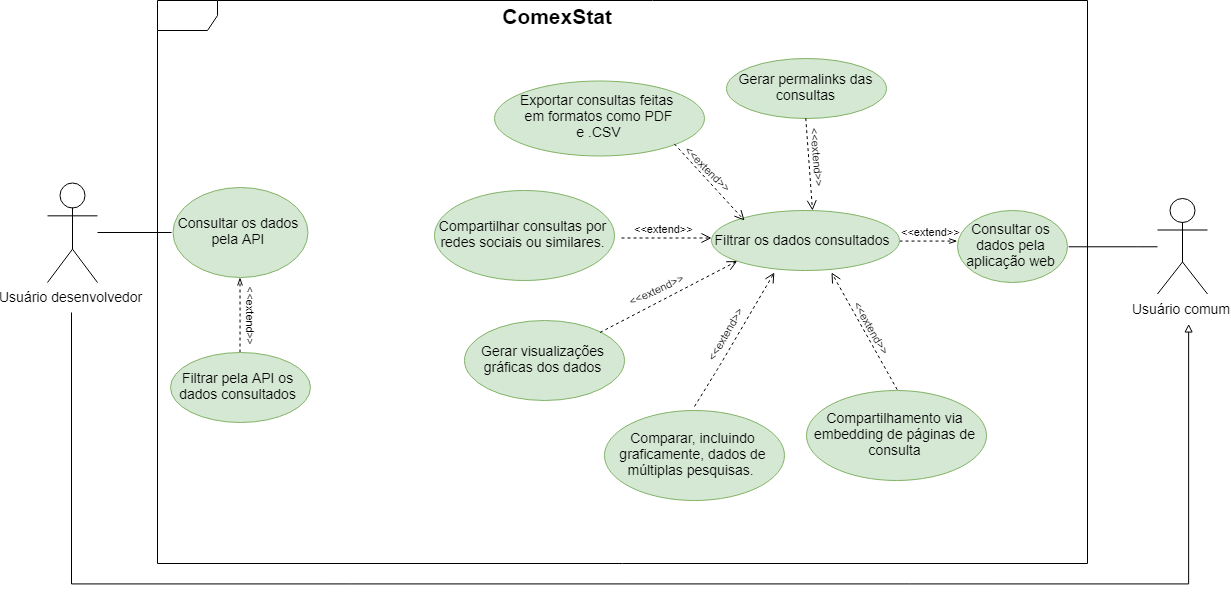 ComexStat
Exportar consultas feitas
em formatos como PDF
e .CSV
Gerar permalinks das
consultas
<<extend>>
<<extend>>
Consultar os dados
pela API
Usuário desenvolvedor
<<extend>>
Filtrar pela API os
dados consultados
Compartilhar consultas por
redes sociais ou similares.
<<extend>>
Filtrar os dados consultados
<<extend>>
Consultar os
dados pela
aplicação web
Usuário comum
<<extend>>
Gerar visualizações
gráficas dos dados
<<extend>>
<<extend>>
Comparar, incluindo
graficamente, dados de
múltiplas pesquisas.
Compartilhamento via
embedding de páginas de
consulta